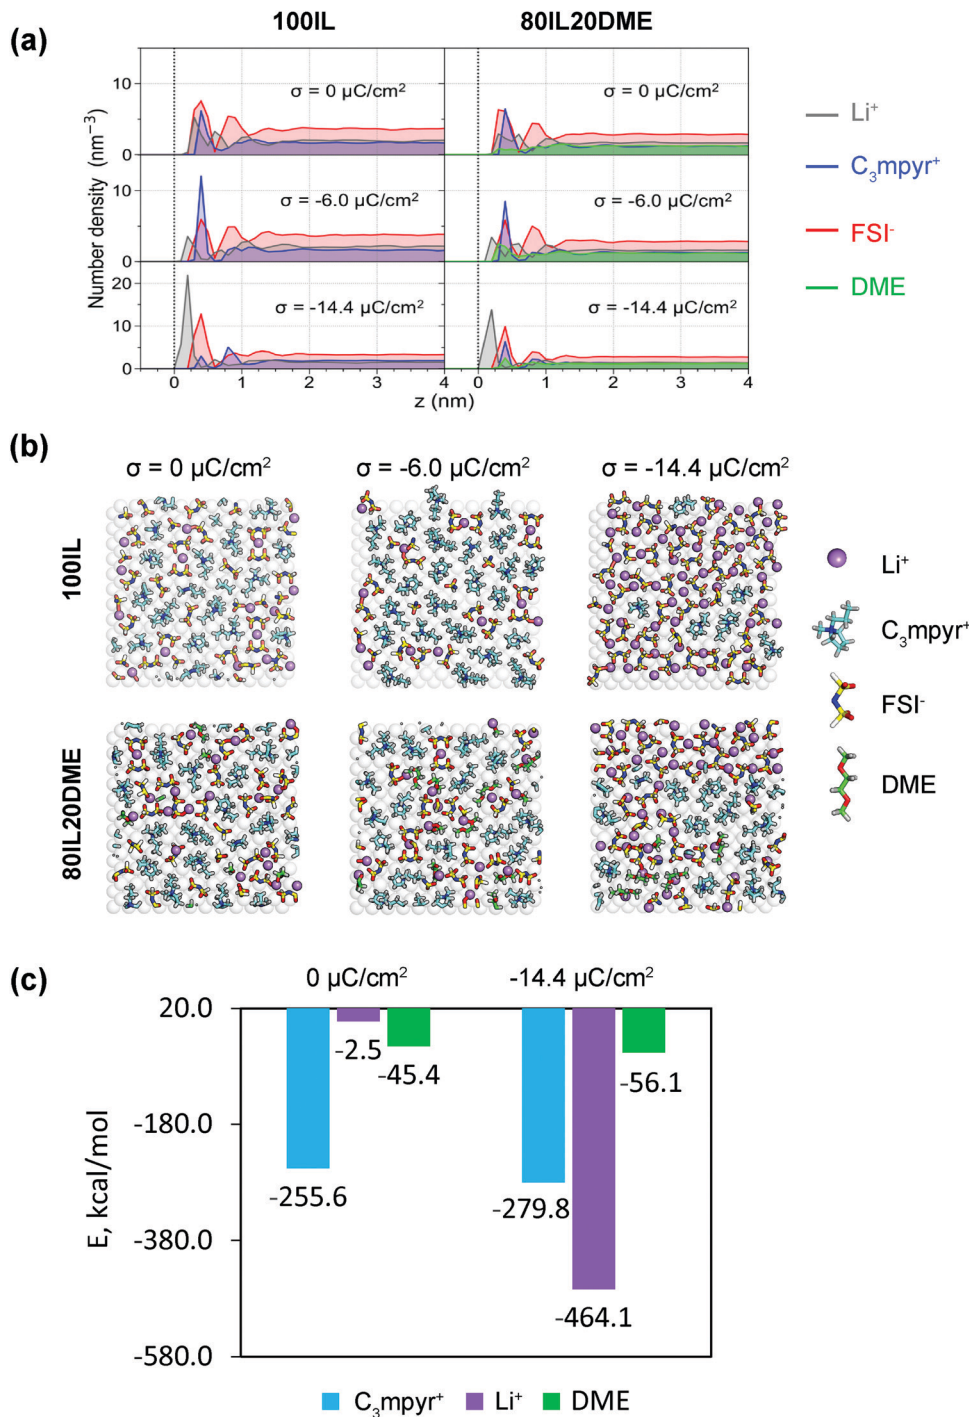 (a)
100IL
80IL20DME
Number density (nm⁻³)
10
0
10
0
20
10
0
σ = 0 µC/cm²
σ = 0 µC/cm²
σ = -6.0 µC/cm²
σ = -6.0 µC/cm²
σ = -14.4 µC/cm²
σ = -14.4 µC/cm²
0 1 2 3 4 0 1 2 3 4
z (nm)
Li⁺
C₃mpyr⁺
FSI⁻
DME
(b)
σ = 0 µC/cm²
σ = -6.0 µC/cm²
σ = -14.4 µC/cm²
100IL
80IL20DME
Li⁺
C₃mpyr⁺
FSI⁻
DME
(c)
0 µC/cm²
-14.4 µC/cm²
E, kcal/mol
20.0
-180.0
-380.0
-580.0
-255.6
-2.5
-45.4
-279.8
-464.1
-56.1
C₃mpyr⁺ Li⁺ DME